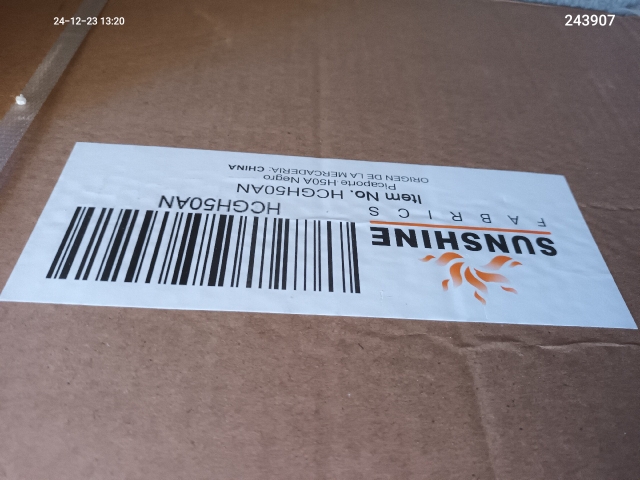 24-12-23 13:20
243907
SUNSHINE
FABRICS
Item No. HCGH50AN
Picaporte H50A Negro
ORIGEN DE LA MERCADERIA: CHINA
HCGH50AN